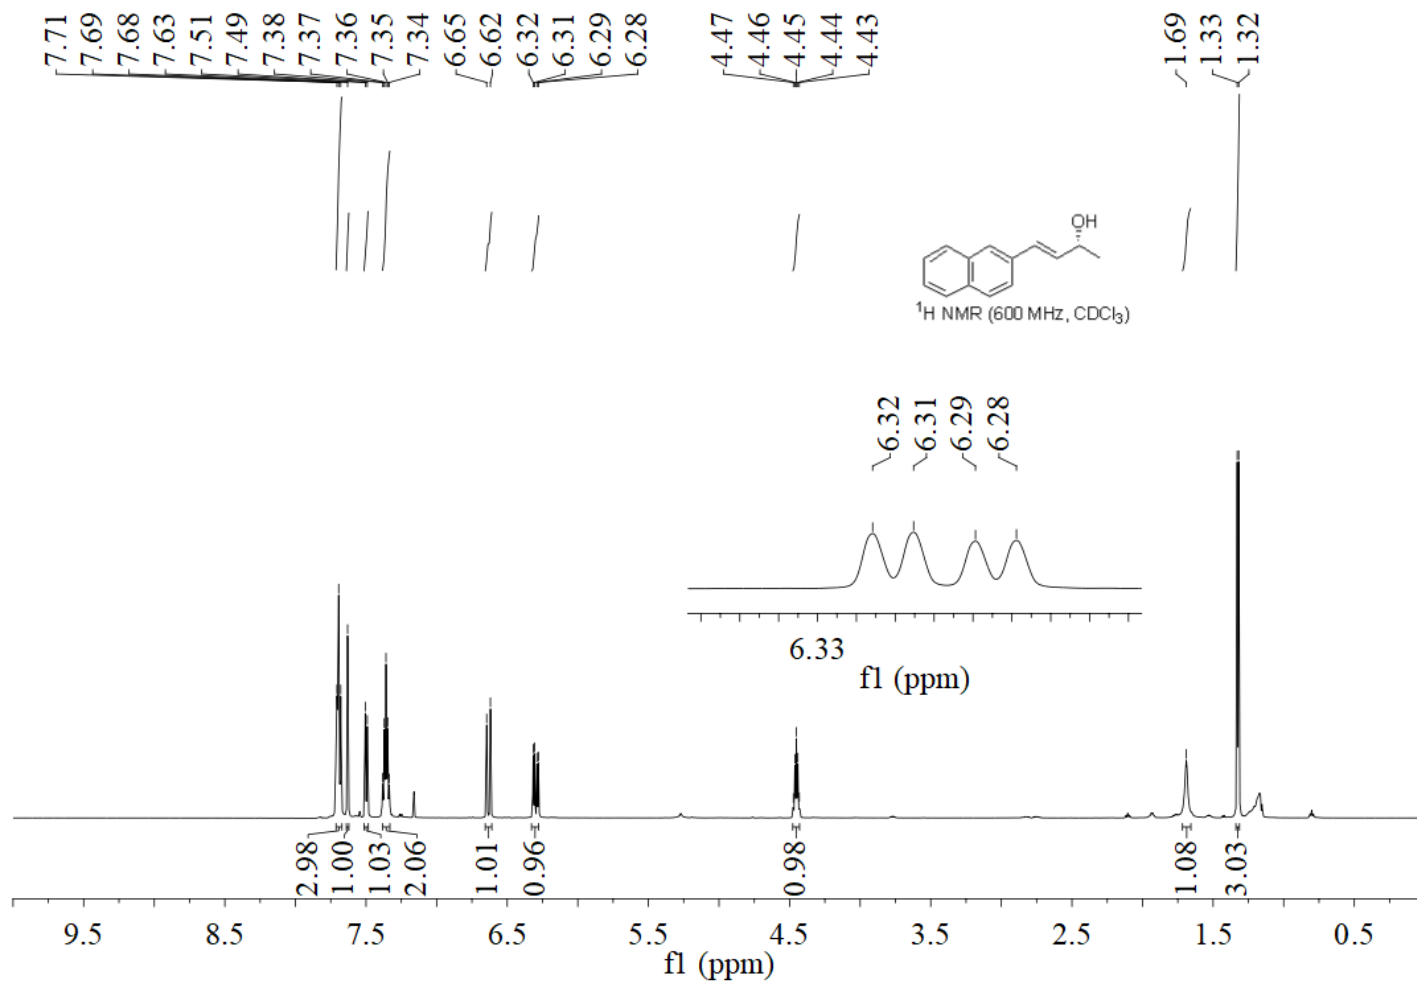 7.71 7.69 7.68 7.63 7.51 7.49 7.38 7.37 7.36 7.35 7.34 6.65 6.62 6.32 6.31 6.29 6.28 4.47 4.46 4.45 4.44 4.43 1.69 1.33 1.32
OH
¹H NMR (600 MHz, CDCl₃)
6.32 6.31 6.29 6.28
6.33
f1 (ppm)
2.98 1.00 1.03 2.06 1.01 0.96 0.98 1.08 3.03
9.5 8.5 7.5 6.5 5.5 4.5 3.5 2.5 1.5 0.5
f1 (ppm)